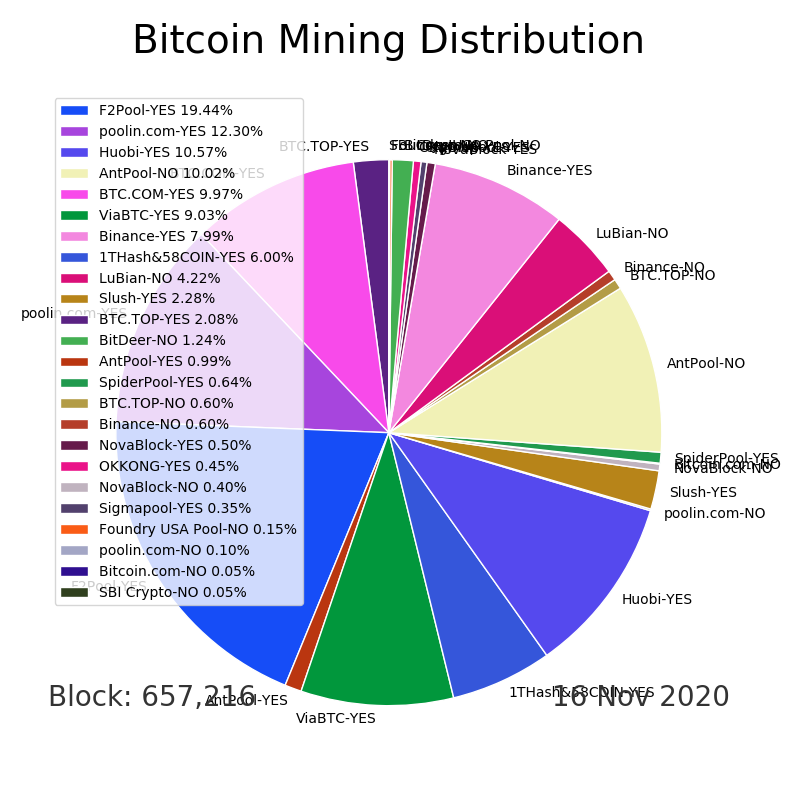 Bitcoin Mining Distribution
F2Pool-YES 19.44%
poolin.com-YES 12.30%
Huobi-YES 10.57%
AntPool-NO 10.02%
BTC.COM-YES 9.97%
ViaBTC-YES 9.03%
Binance-YES 7.99%
1THash&58COIN-YES 6.00%
LuBian-NO 4.22%
Slush-YES 2.28%
BTC.TOP-YES 2.08%
BitDeer-NO 1.24%
AntPool-YES 0.99%
SpiderPool-YES 0.64%
BTC.TOP-NO 0.60%
Binance-NO 0.60%
NovaBlock-YES 0.50%
OKKONG-YES 0.45%
NovaBlock-NO 0.40%
Sigmapool-YES 0.35%
Foundry USA Pool-NO 0.15%
poolin.com-NO 0.10%
Bitcoin.com-NO 0.05%
SBI Crypto-NO 0.05%
BTC.TOP-YES
NovaBlock-YES
Binance-YES
LuBian-NO
Binance-NO
BTC.TOP-NO
AntPool-NO
SpiderPool-YES
Bitcoin.com-NO
NovaBlock-NO
Slush-YES
poolin.com-NO
Huobi-YES
1THash&58COIN-YES
ViaBTC-YES
AntPool-YES
F2Pool-YES
poolin.com-YES
Block: 657,216
16 Nov 2020